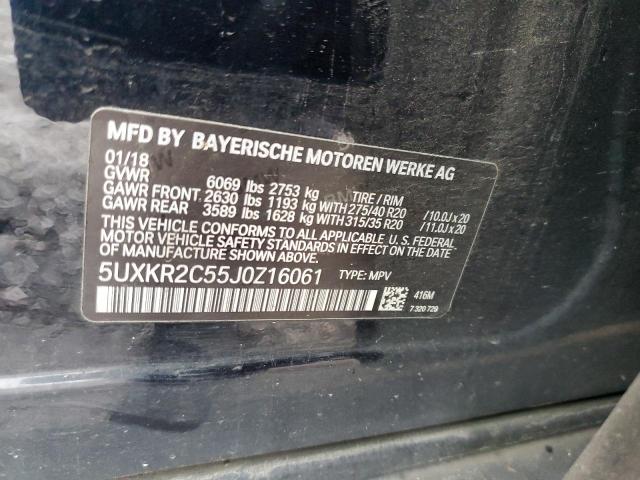 MFD BY BAYERISCHE MOTOREN WERKE AG
01/18
GVWR 6069 lbs 2753 kg TIRE / RIM
GAWR FRONT 2630 lbs 1193 kg WITH 275/40 R20 /10.0J x 20
GAWR REAR 3589 lbs 1628 kg WITH 315/35 R20 /11.0J x 20
THIS VEHICLE CONFORMS TO ALL APPLICABLE U.S. FEDERAL
MOTOR VEHICLE SAFETY STANDARDS IN EFFECT ON THE DATE
OF MANUFACTURE SHOWN ABOVE.
5UXKR2C55J0Z16061 TYPE: MPV
416M
7 320 729